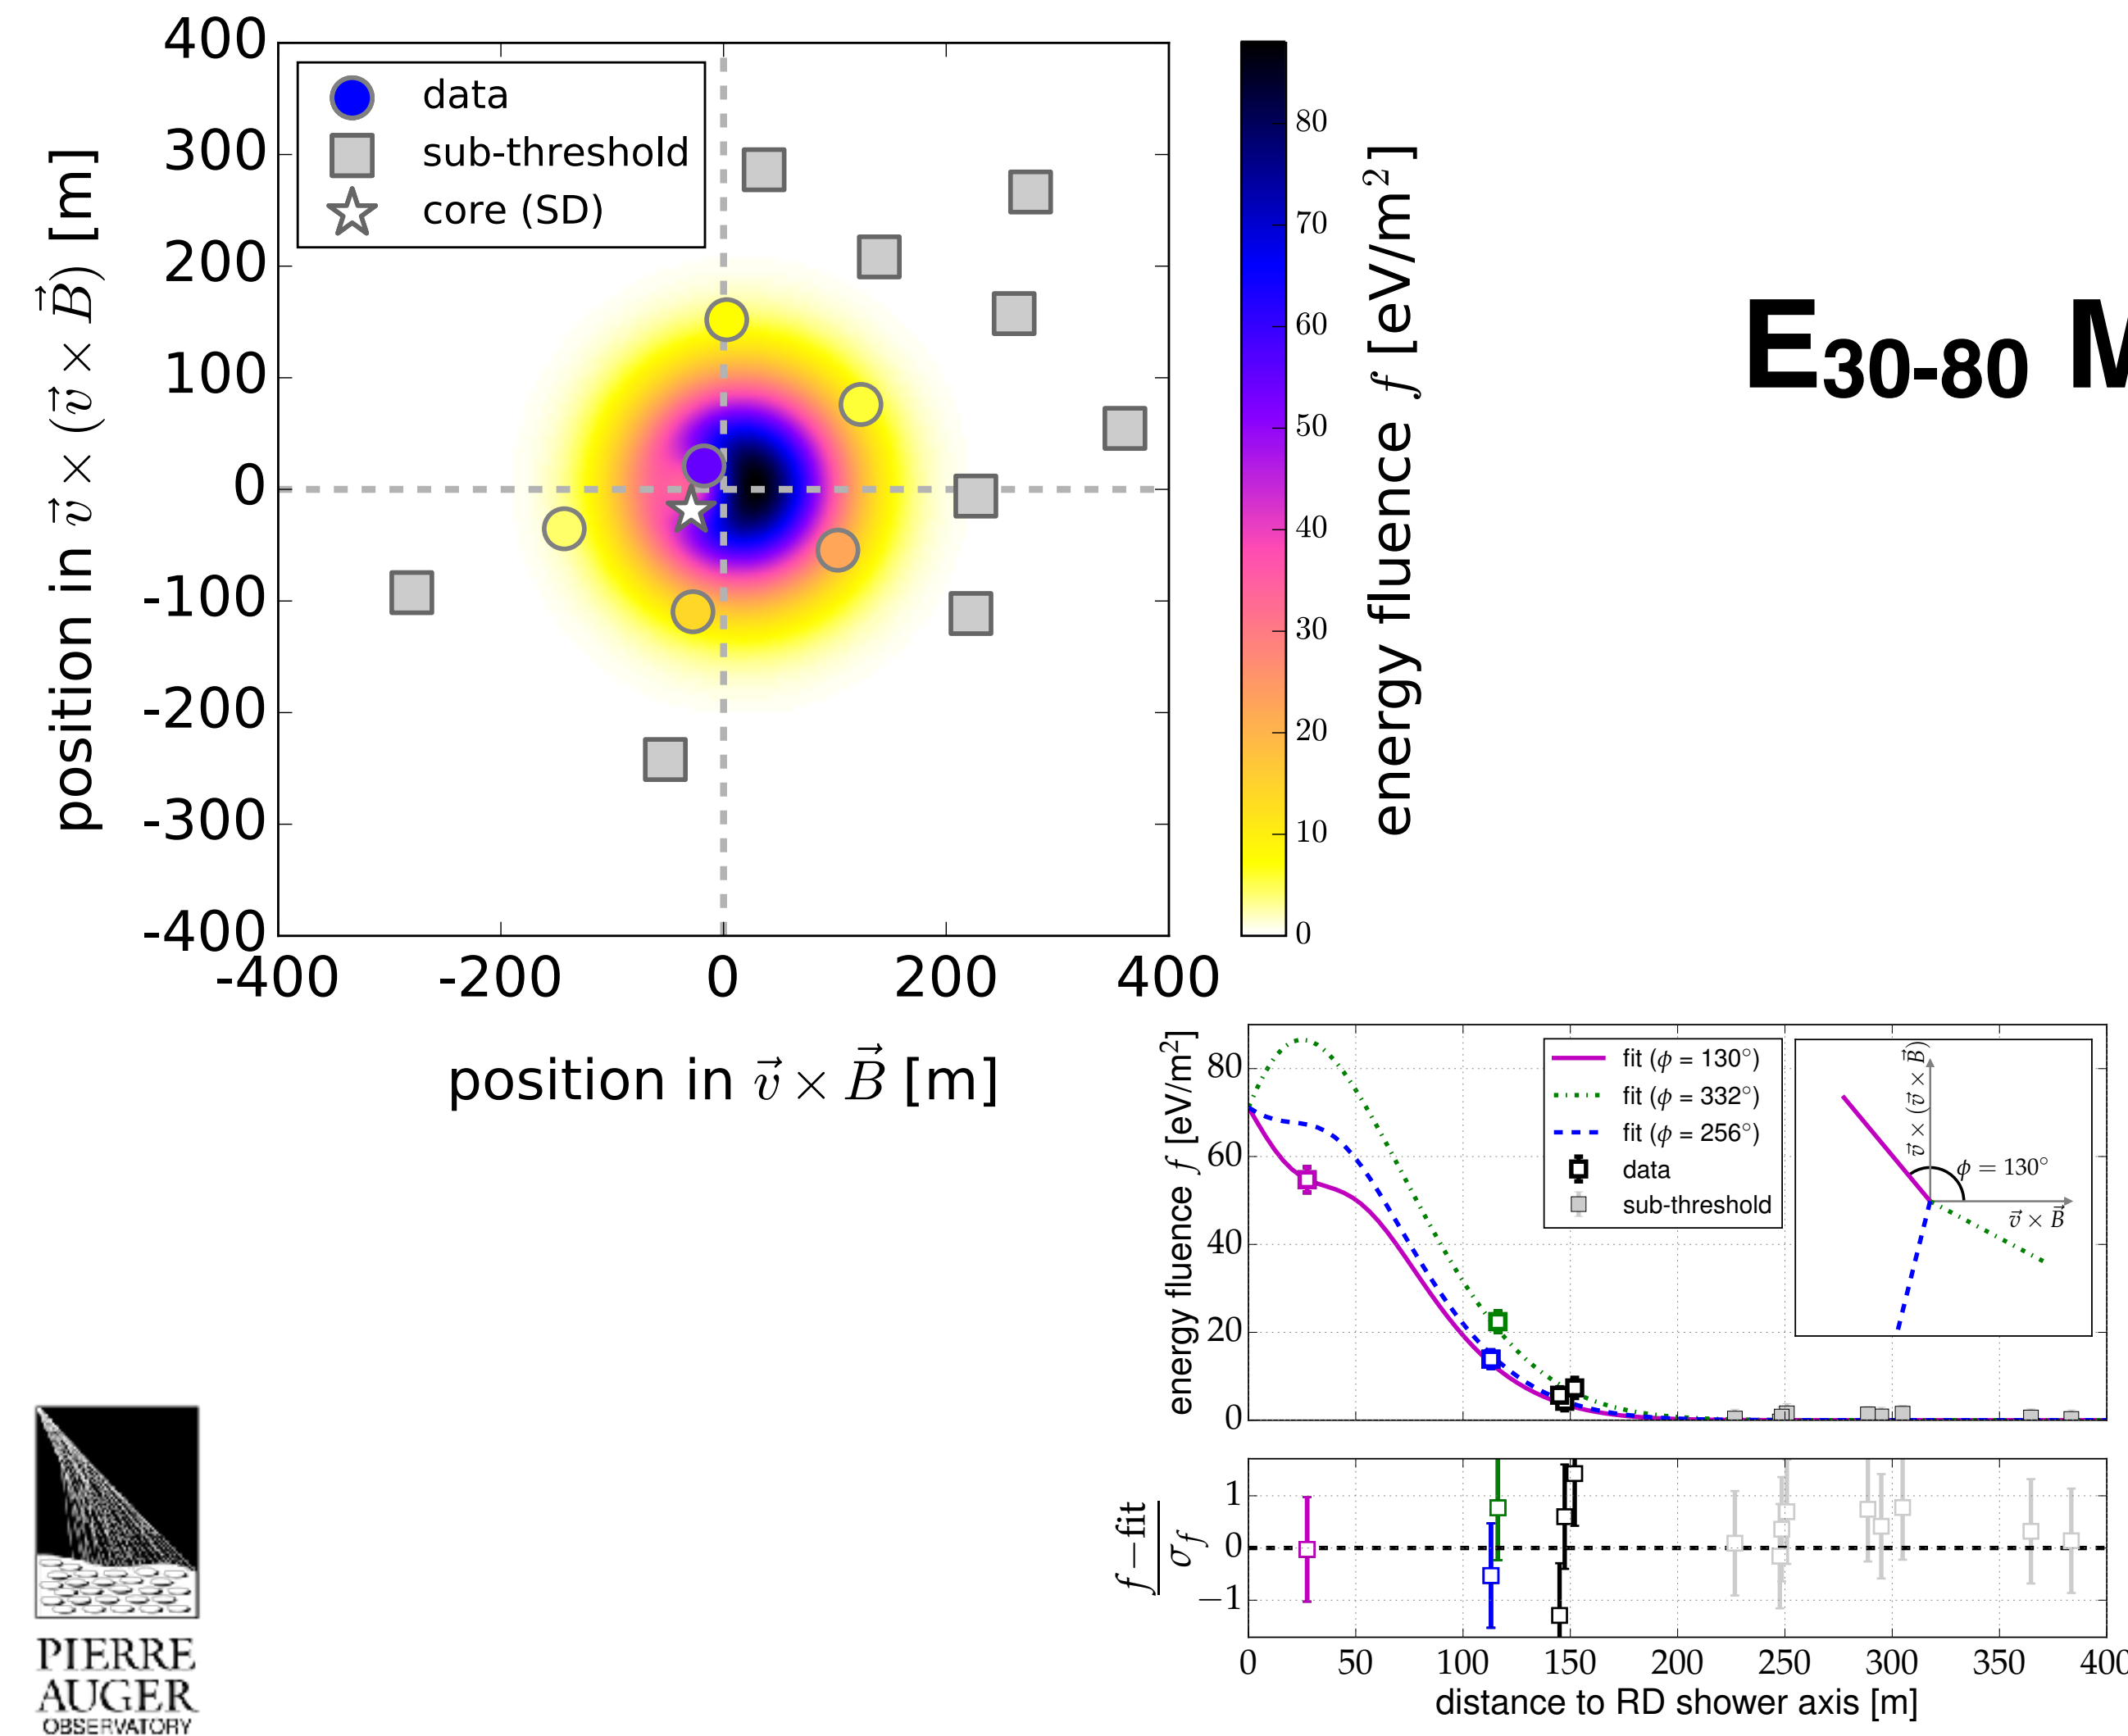 400
300
200
100
0
-100
-200
-300
-400
position in v⃗ × (v⃗ × B⃗) [m]
data
sub-threshold
core (SD)
-400 -200 0 200 400
position in v⃗ × B⃗ [m]
80
70
60
50
40
30
20
10
0
energy fluence f [eV/m²]
E30-80
80
60
40
20
0
energy fluence f [eV/m²]
fit (ϕ = 130°)
fit (ϕ = 332°)
fit (ϕ = 256°)
data
sub-threshold
v⃗ × (v⃗ × B⃗)
ϕ = 130°
v⃗ × B⃗
1
0
−1
f−fit
σf
0 50 100 150 200 250 300 350 400
distance to RD shower axis [m]
PIERRE
AUGER
OBSERVATORY